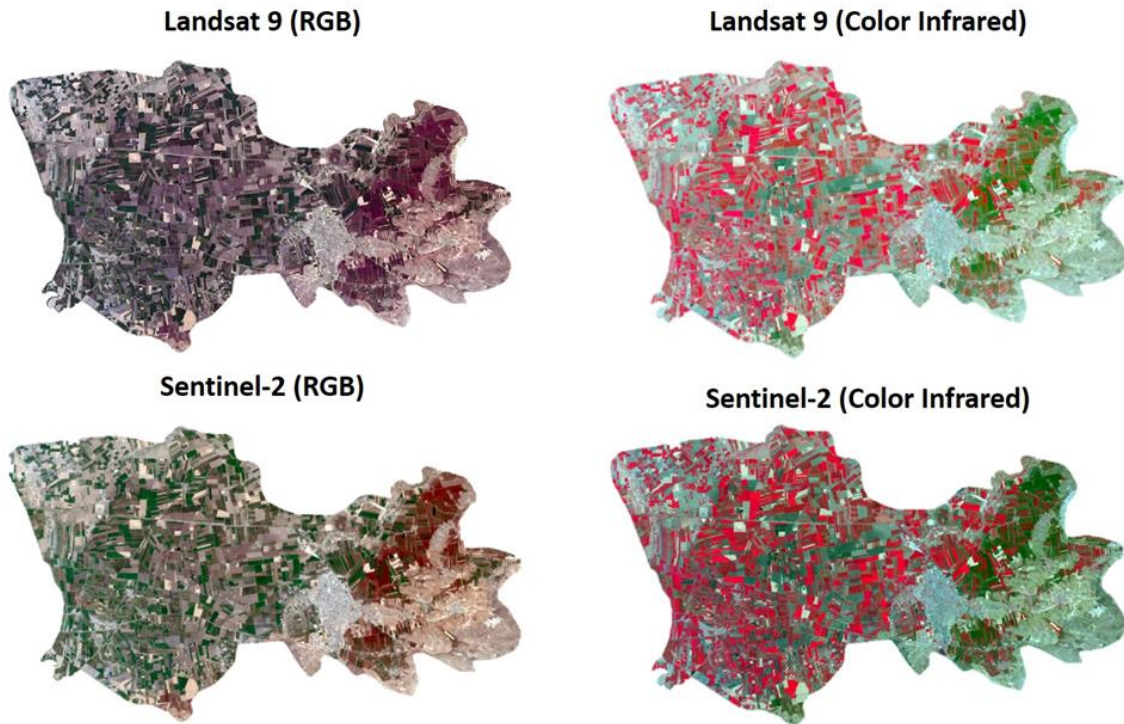 Landsat 9 (RGB)
Landsat 9 (Color Infrared)
Sentinel-2 (RGB)
Sentinel-2 (Color Infrared)